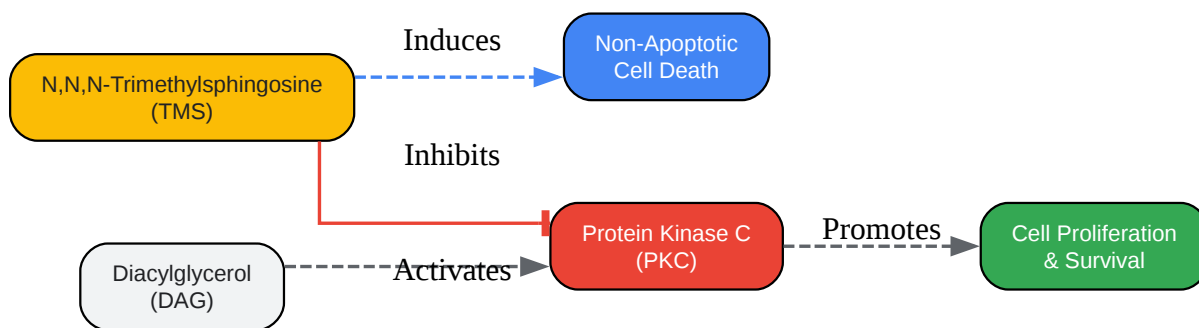 Induces
Non-Apoptotic
Cell Death
N,N,N-Trimethylsphingosine
(TMS)
Inhibits
Protein Kinase C
(PKC)
Promotes
Cell Proliferation
& Survival
Diacylglycerol
(DAG)
Activates